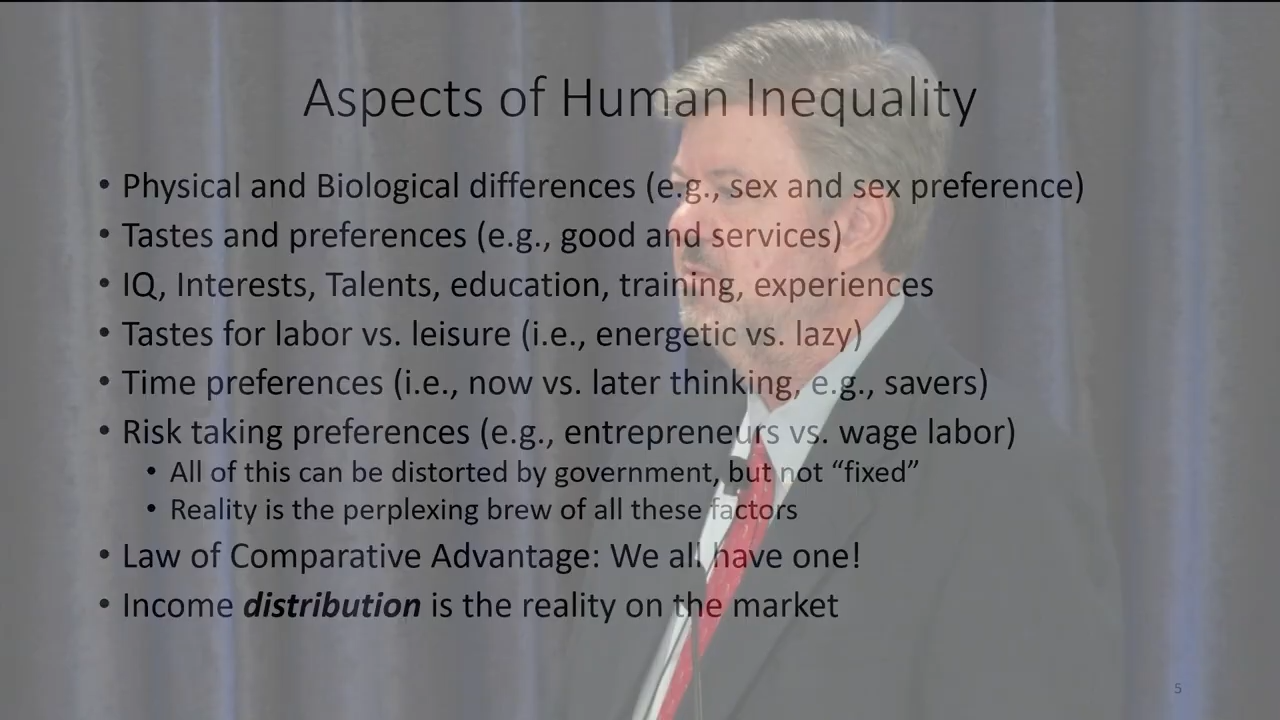 Aspects of Human Inequality
• Physical and Biological differences (e.g., sex and sex preference)
• Tastes and preferences (e.g., good and services)
• IQ, Interests, Talents, education, training, experiences
• Tastes for labor vs. leisure (i.e., energetic vs. lazy)
• Time preferences (i.e., now vs. later thinking, e.g., savers)
• Risk taking preferences (e.g., entrepreneurs vs. wage labor)
• All of this can be distorted by government, but not “fixed”
• Reality is the perplexing brew of all these factors
• Law of Comparative Advantage: We all have one!
• Income distribution is the reality on the market
5